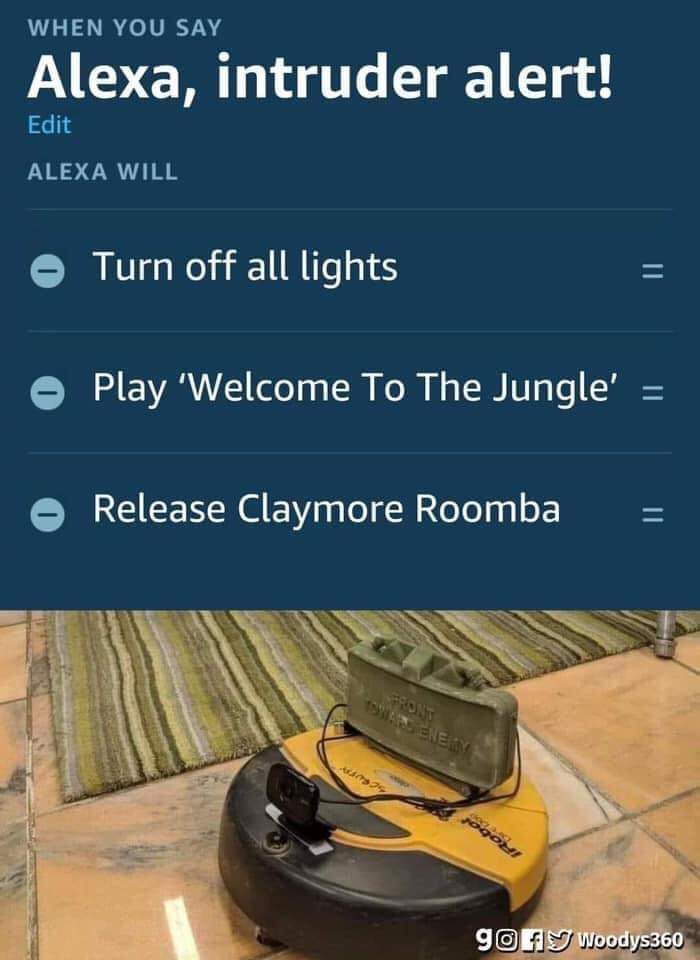 WHEN YOU SAY
Alexa, intruder alert!
Edit
ALEXA WILL
Turn off all lights
Play ‘Welcome To The Jungle’
Release Claymore Roomba
FRONT
TOWARD ENEMY
iRobot
Woodys360